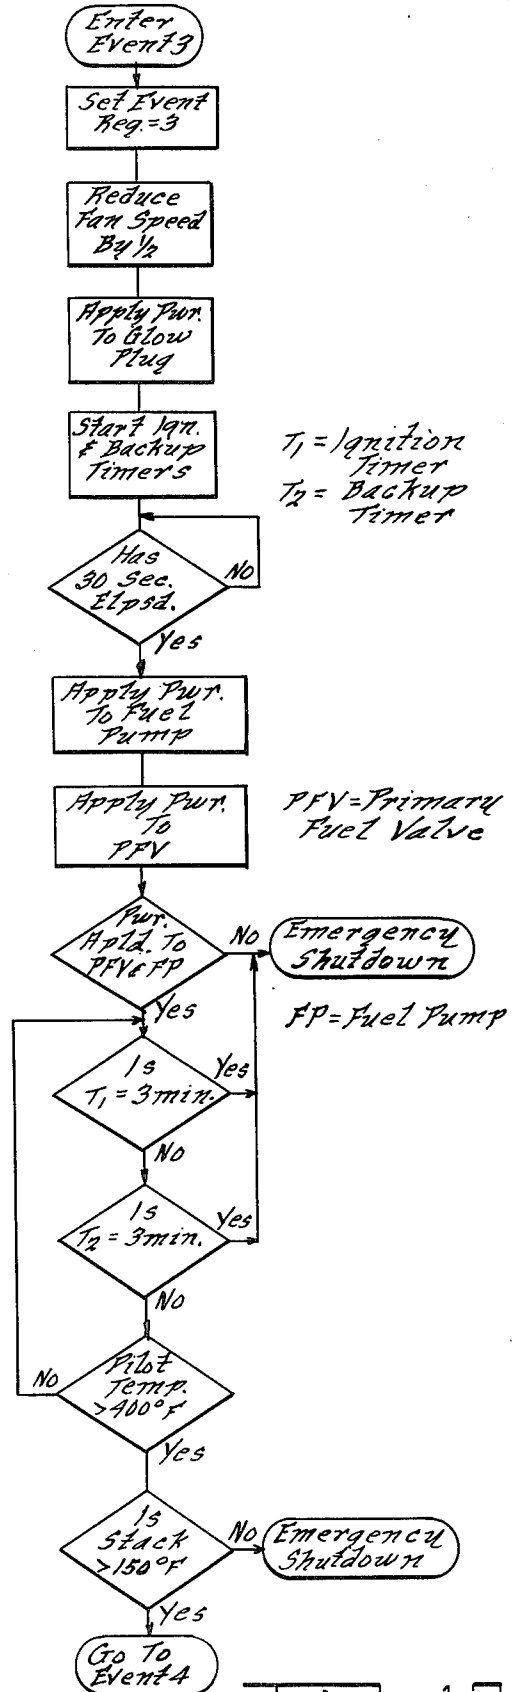 Enter
Event 3
Set Event
Reg.=3
Reduce
Fan Speed
By 1/2
Apply Pwr.
To Glow
Plug
Start Ign.
& Backup
Timers
T1 = Ignition
Timer
T2 = Backup
Timer
Has
30 Sec.
Elpsd.
No
Yes
Apply Pwr.
To Fuel
Pump
Apply Pwr.
To
PFV
PFV=Primary
Fuel Valve
Pwr.
Apld. To
PFV&FP
No
Emergency
Shutdown
Yes
FP=Fuel Pump
Is
T1 = 3min.
Yes
No
Is
T2 = 3min.
Yes
No
Pilot
Temp.
>400°F
No
Yes
Is
Stack
>150°F
No
Emergency
Shutdown
Yes
Go To
Event 4